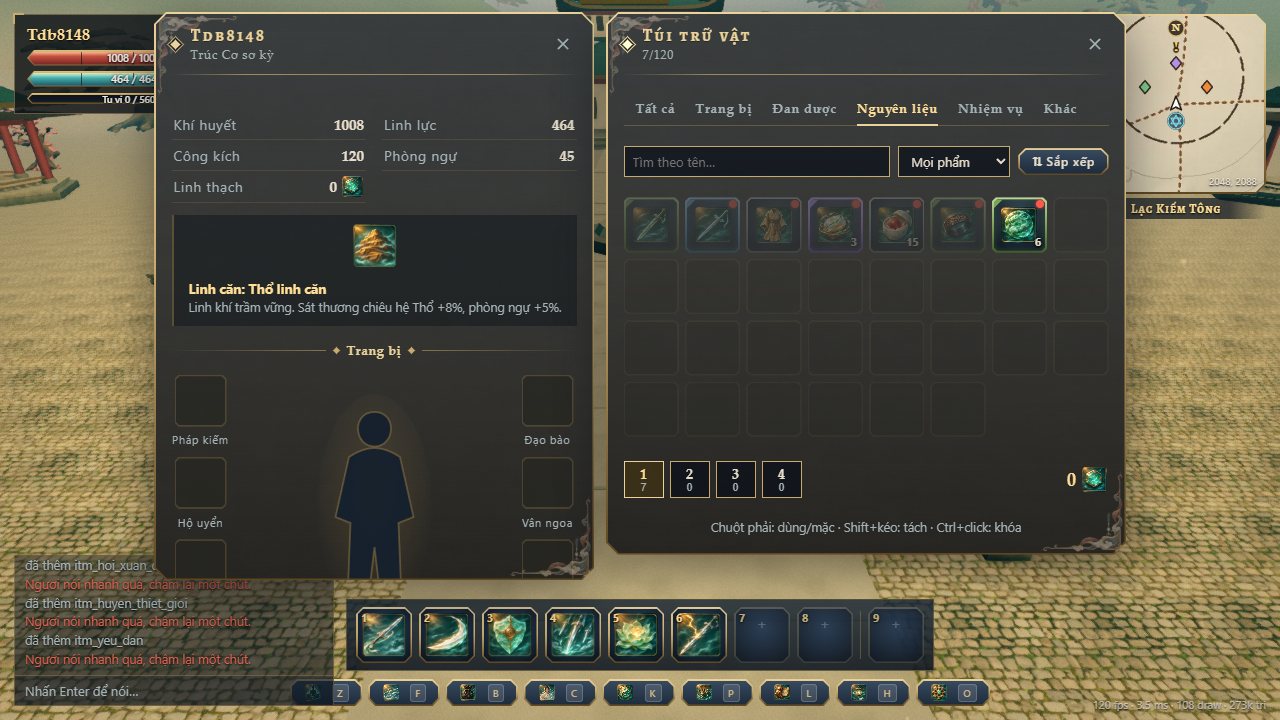 Tdb8148
1008 / 100
464 / 464
Tu vi 0 / 560
Tdb8148
Trúc Cơ sơ kỳ
Khí huyết 1008
Linh lực 464
Công kích 120
Phòng ngự 45
Linh thạch 0
Linh căn: Thổ linh căn
Linh khí trầm vững. Sát thương chiêu hệ Thổ +8%, phòng ngự +5%.
Trang bị
Pháp kiếm
Đạo bào
Hộ uyển
Vân ngoa
Túi trữ vật
7/120
Tất cả Trang bị Đan dược Nguyên liệu Nhiệm vụ Khác
Tìm theo tên...
Mọi phẩm
⇅ Sắp xếp
3 15 6
1 2 3 4
7 0 0 0
0
Chuột phải: dùng/mặc · Shift+kéo: tách · Ctrl+click: khóa
N
2048, 2088
Lạc Kiếm Tông
đã thêm itm_hoi_xuan_
Ngươi nói nhanh quá, chậm lại một chút.
đã thêm itm_huyen_thiet_gioi
Ngươi nói nhanh quá, chậm lại một chút.
đã thêm itm_yeu_dan
Ngươi nói nhanh quá, chậm lại một chút.
Nhấn Enter để nói...
1 2 3 4 5 6 7 8 9
Z F B C K P L H O
120 fps · 3.5 ms · 108 draw · 273k tri